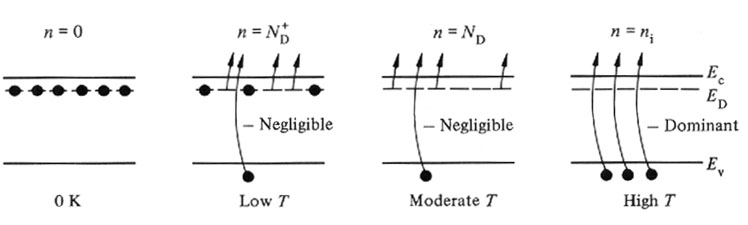 n = 0
n = N_D^+
n = N_D
n = n_i
E_c
E_D
– Negligible
– Negligible
– Dominant
E_v
0 K
Low T
Moderate T
High T